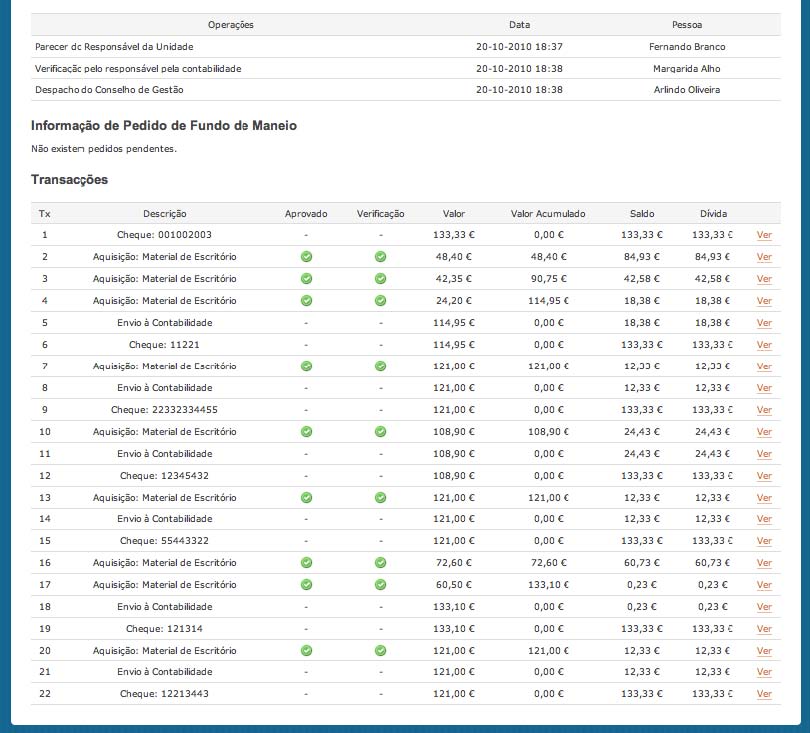 Operações Data Pessoa
Parecer do Responsável da Unidade 20-10-2010 18:37 Fernando Branco
Verificação pelo responsável pela contabilidade 20-10-2010 18:38 Margarida Alho
Despacho do Conselho de Gestão 20-10-2010 18:38 Arlindo Oliveira
Informação de Pedido de Fundo de Maneio
Não existem pedidos pendentes.
Transacções
Tx Descrição Aprovado Verificação Valor Valor Acumulado Saldo Dívida
1 Cheque: 001002003 - - 133,33 € 0,00 € 133,33 € 133,33 € Ver
2 Aquisição: Material de Escritório 48,40 € 48,40 € 84,93 € 84,93 € Ver
3 Aquisição: Material de Escritório 42,35 € 90,75 € 42,58 € 42,58 € Ver
4 Aquisição: Material de Escritório 24,20 € 114,95 € 18,38 € 18,38 € Ver
5 Envio à Contabilidade - - 114,95 € 0,00 € 18,38 € 18,38 € Ver
6 Cheque: 11221 - - 114,95 € 0,00 € 133,33 € 133,33 € Ver
7 Aquisição: Material de Escritório 121,00 € 121,00 € 12,33 € 12,33 € Ver
8 Envio à Contabilidade - - 121,00 € 0,00 € 12,33 € 12,33 € Ver
9 Cheque: 22332334455 - - 121,00 € 0,00 € 133,33 € 133,33 € Ver
10 Aquisição: Material de Escritório 108,90 € 108,90 € 24,43 € 24,43 € Ver
11 Envio à Contabilidade - - 108,90 € 0,00 € 24,43 € 24,43 € Ver
12 Cheque: 12345432 - - 108,90 € 0,00 € 133,33 € 133,33 € Ver
13 Aquisição: Material de Escritório 121,00 € 121,00 € 12,33 € 12,33 € Ver
14 Envio à Contabilidade - - 121,00 € 0,00 € 12,33 € 12,33 € Ver
15 Cheque: 55443322 - - 121,00 € 0,00 € 133,33 € 133,33 € Ver
16 Aquisição: Material de Escritório 72,60 € 72,60 € 60,73 € 60,73 € Ver
17 Aquisição: Material de Escritório 60,50 € 133,10 € 0,23 € 0,23 € Ver
18 Envio à Contabilidade - - 133,10 € 0,00 € 0,23 € 0,23 € Ver
19 Cheque: 121314 - - 133,10 € 0,00 € 133,33 € 133,33 € Ver
20 Aquisição: Material de Escritório 121,00 € 121,00 € 12,33 € 12,33 € Ver
21 Envio à Contabilidade - - 121,00 € 0,00 € 12,33 € 12,33 € Ver
22 Cheque: 12213443 - - 121,00 € 0,00 € 133,33 € 133,33 € Ver